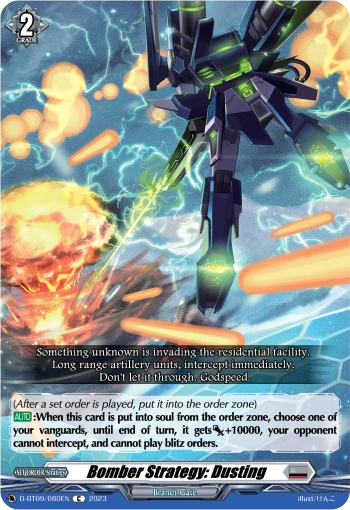 2
GRADE
Something unknown is invading the residential facility.
Long range artillery units, intercept immediately.
Don't let it through. Godspeed.
(After a set order is played, put it into the order zone)
AUTO:When this card is put into soul from the order zone, choose one of
your vanguards, until end of turn, it gets +10000, your opponent
cannot intercept, and cannot play blitz orders.
SET ORDER/Strategy
Bomber Strategy: Dusting
Brandt Gate
D-BT09/080EN C 2023
illust/